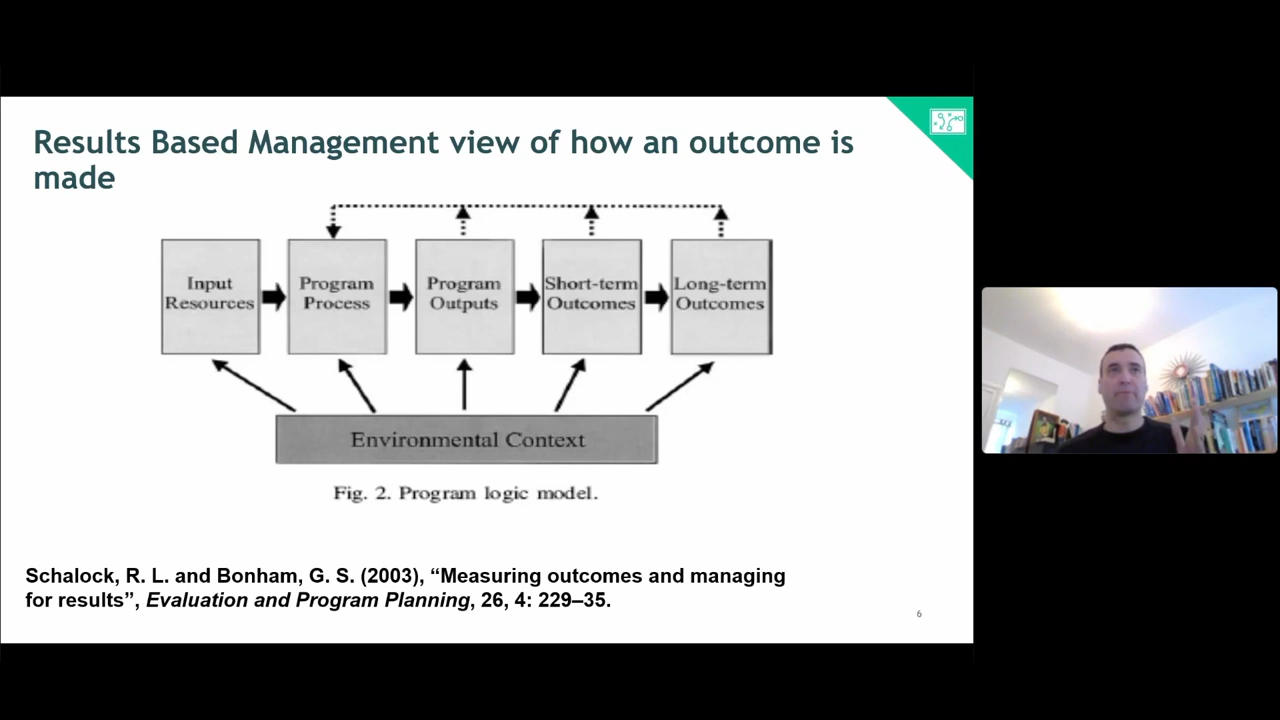 Results Based Management view of how an outcome is
made
Input
Resources
Program
Process
Program
Outputs
Short-term
Outcomes
Long-term
Outcomes
Environmental Context
Fig. 2. Program logic model.
Schalock, R. L. and Bonham, G. S. (2003), “Measuring outcomes and managing
for results”, Evaluation and Program Planning, 26, 4: 229–35.
6